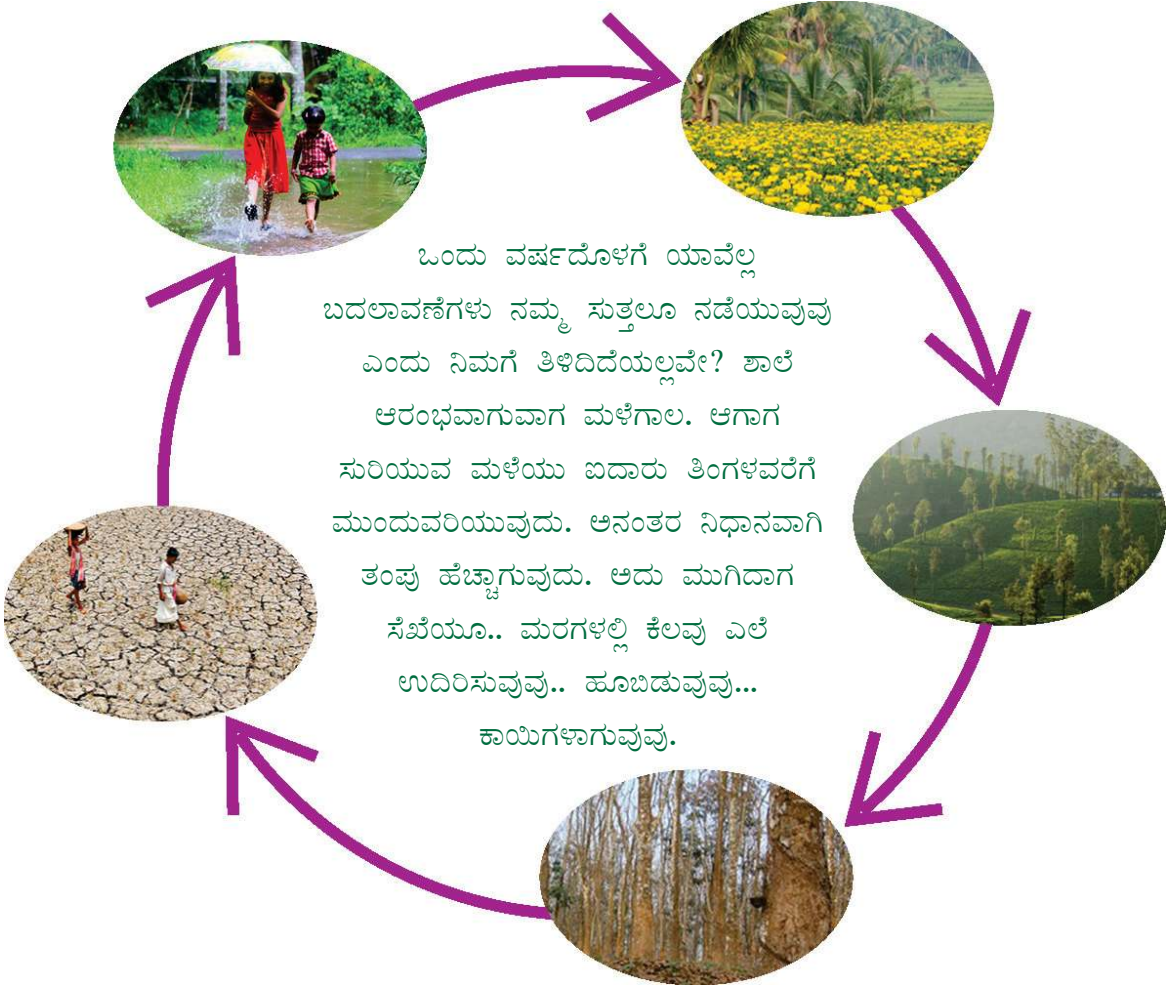 ಒಂದು ವರ್ಷದೊಳಗೆ ಯಾವೆಲ್ಲ
ಬದಲಾವಣೆಗಳು ನಮ್ಮ ಸುತ್ತಲೂ ನಡೆಯುವುವು
ಎಂದು ನಿಮಗೆ ತಿಳಿದಿದೆಯಲ್ಲವೇ? ಶಾಲೆ
ಆರಂಭವಾಗುವಾಗ ಮಳೆಗಾಲ. ಆಗಾಗ
ಸುರಿಯುವ ಮಳೆಯು ಐದಾರು ತಿಂಗಳವರೆಗೆ
ಮುಂದುವರಿಯುವುದು. ಅನಂತರ ನಿಧಾನವಾಗಿ
ತಂಪು ಹೆಚ್ಚಾಗುವುದು. ಅದು ಮುಗಿದಾಗ
ಸೆಖೆಯೂ.. ಮರಗಳಲ್ಲಿ ಕೆಲವು ಎಲೆ
ಉದಿರಿಸುವುವು.. ಹೂಬಿಡುವುವು...
ಕಾಯಿಗಳಾಗುವುವು.